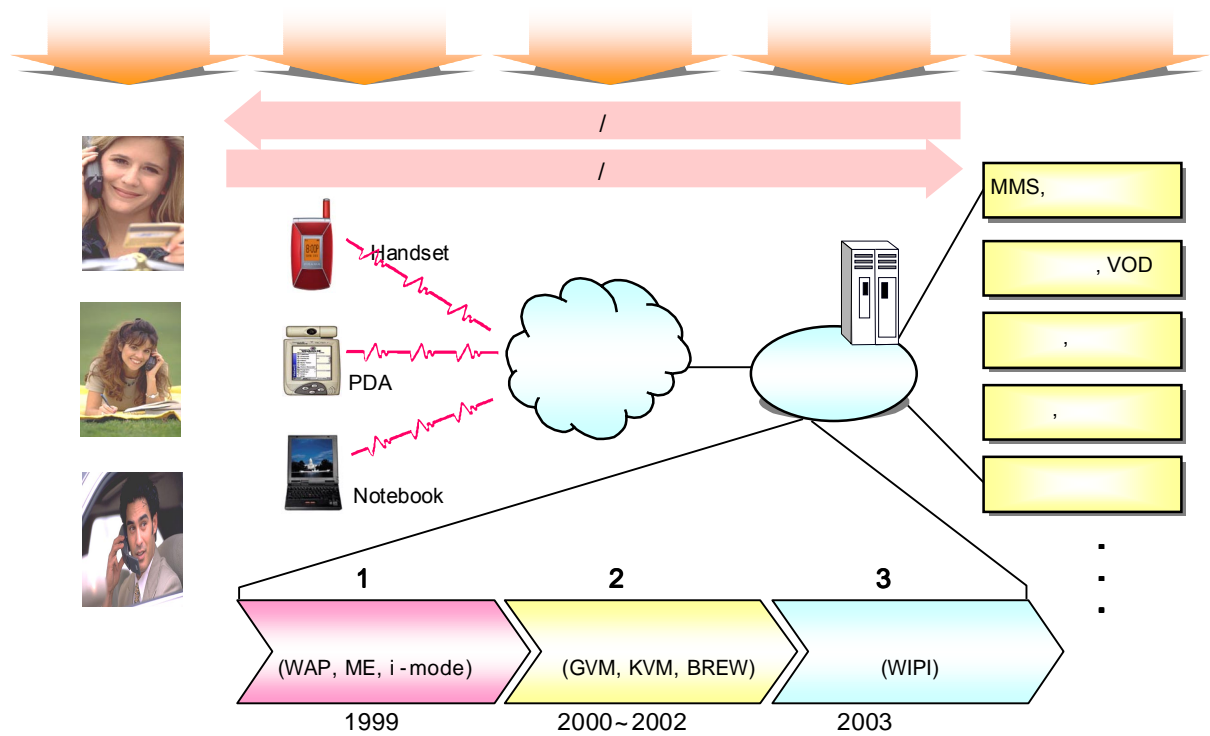 /
/
MMS,
Handset
, VOD
,
PDA
,
Notebook
1 2 3
(WAP, ME, i-mode) (GVM, KVM, BREW) (WIPI)
1999 2000~2002 2003